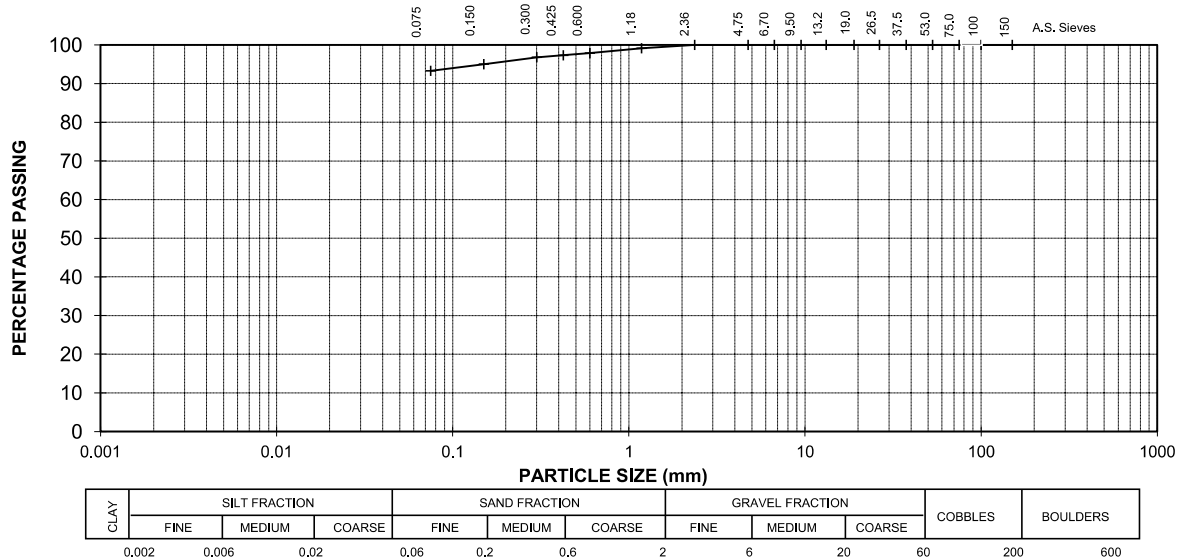 0.075 0.150 0.300 0.425 0.600 1.18 2.36 4.75 6.70 9.50 13.2 19.0 26.5 37.5 53.0 75.0 100 150 A.S. Sieves
100
90
80
70
60
50
40
30
20
10
0
PERCENTAGE PASSING
0.001 0.01 0.1 1 10 100 1000
PARTICLE SIZE (mm)
CLAY SILT FRACTION SAND FRACTION GRAVEL FRACTION COBBLES BOULDERS
FINE MEDIUM COARSE FINE MEDIUM COARSE FINE MEDIUM COARSE
0.002 0.006 0.02 0.06 0.2 0.6 2 6 20 60 200 600